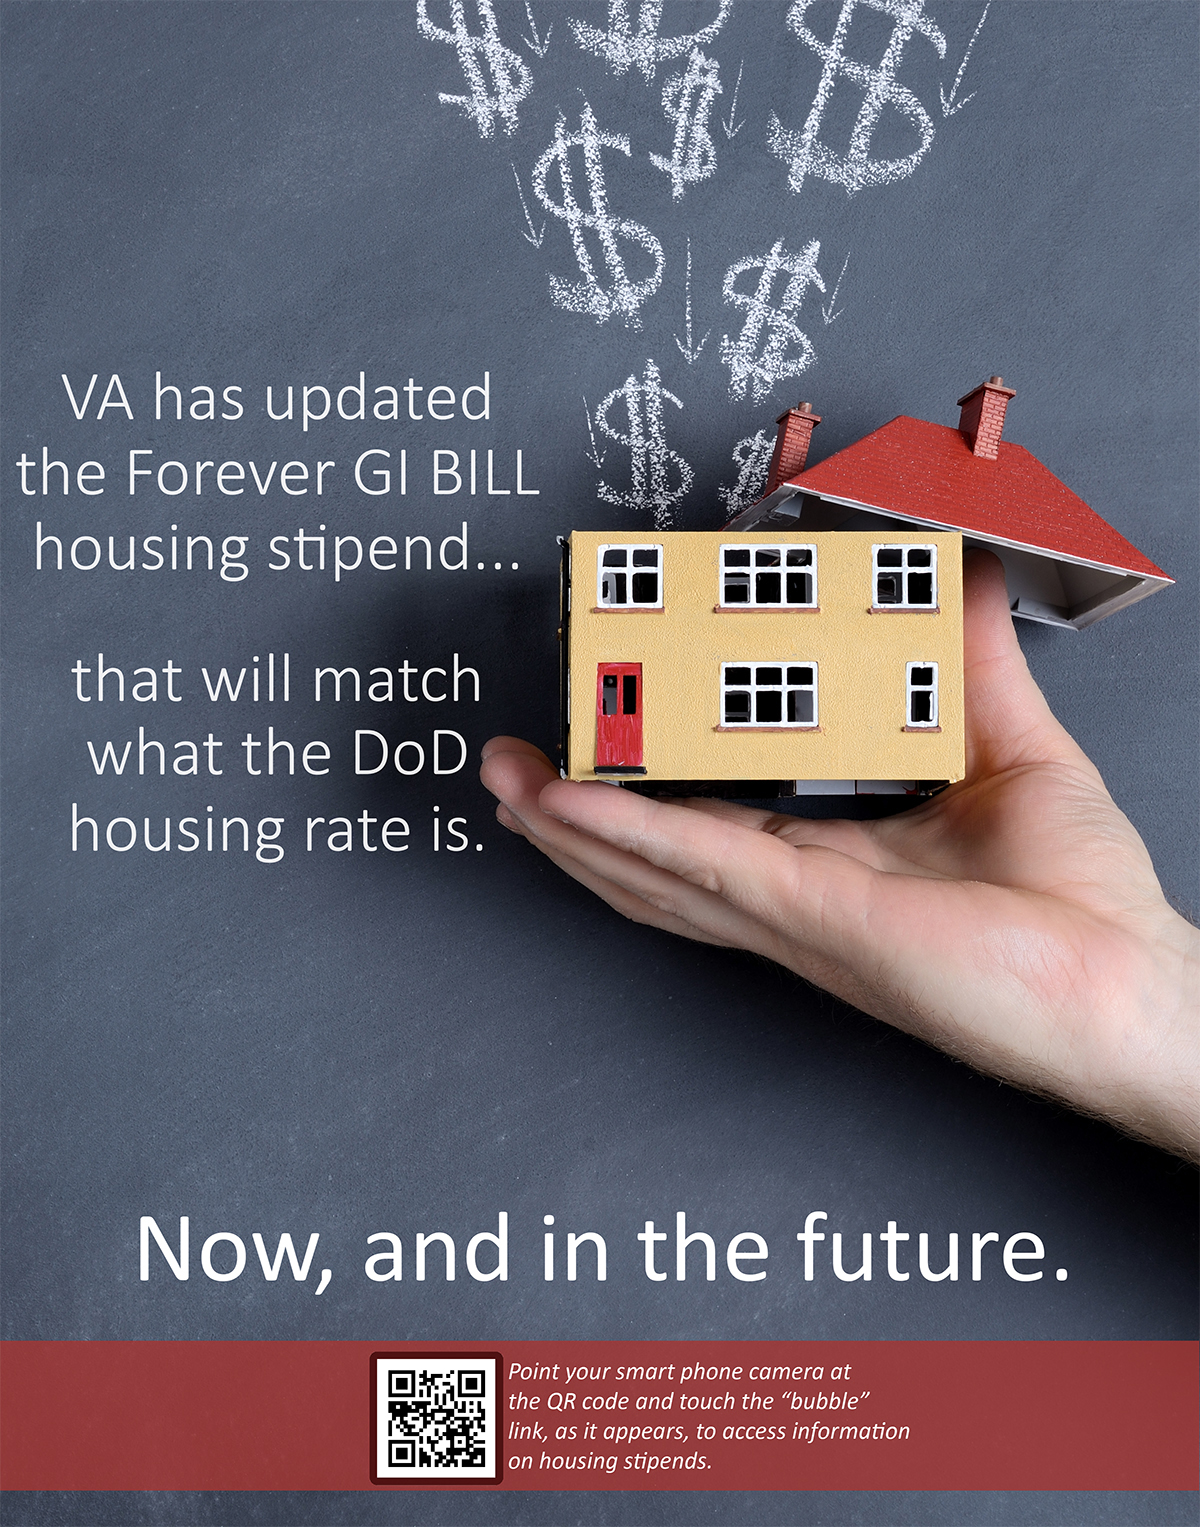 VA has updated
the Forever GI BILL
housing stipend...
that will match
what the DoD
housing rate is.
Now, and in the future.
Point your smart phone camera at
the QR code and touch the “bubble”
link, as it appears, to access information
on housing stipends.